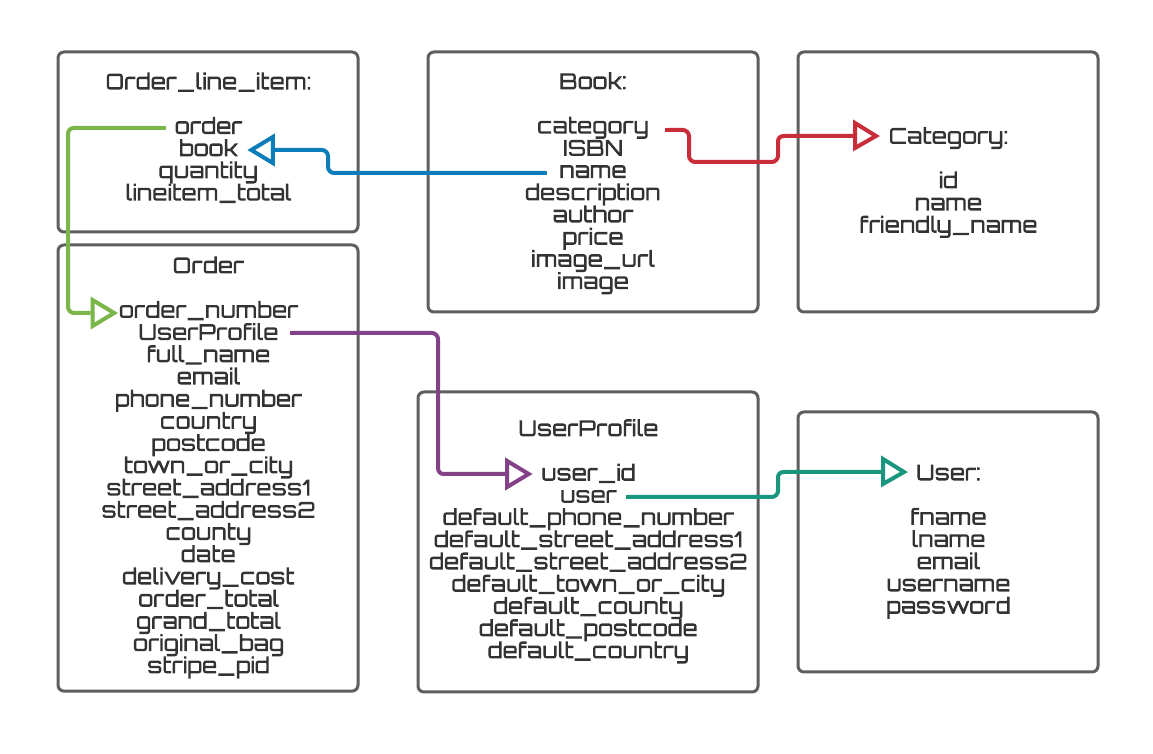 Order_line_item:
order
book
quantity
lineitem_total
Book:
category
ISBN
name
description
author
price
image_url
image
Category:
id
name
friendly_name
Order
order_number
UserProfile
full_name
email
phone_number
country
postcode
town_or_city
street_address1
street_address2
county
date
delivery_cost
order_total
grand_total
original_bag
stripe_pid
UserProfile
user_id
user
default_phone_number
default_street_address1
default_street_address2
default_town_or_city
default_county
default_postcode
default_country
User:
fname
lname
email
username
password